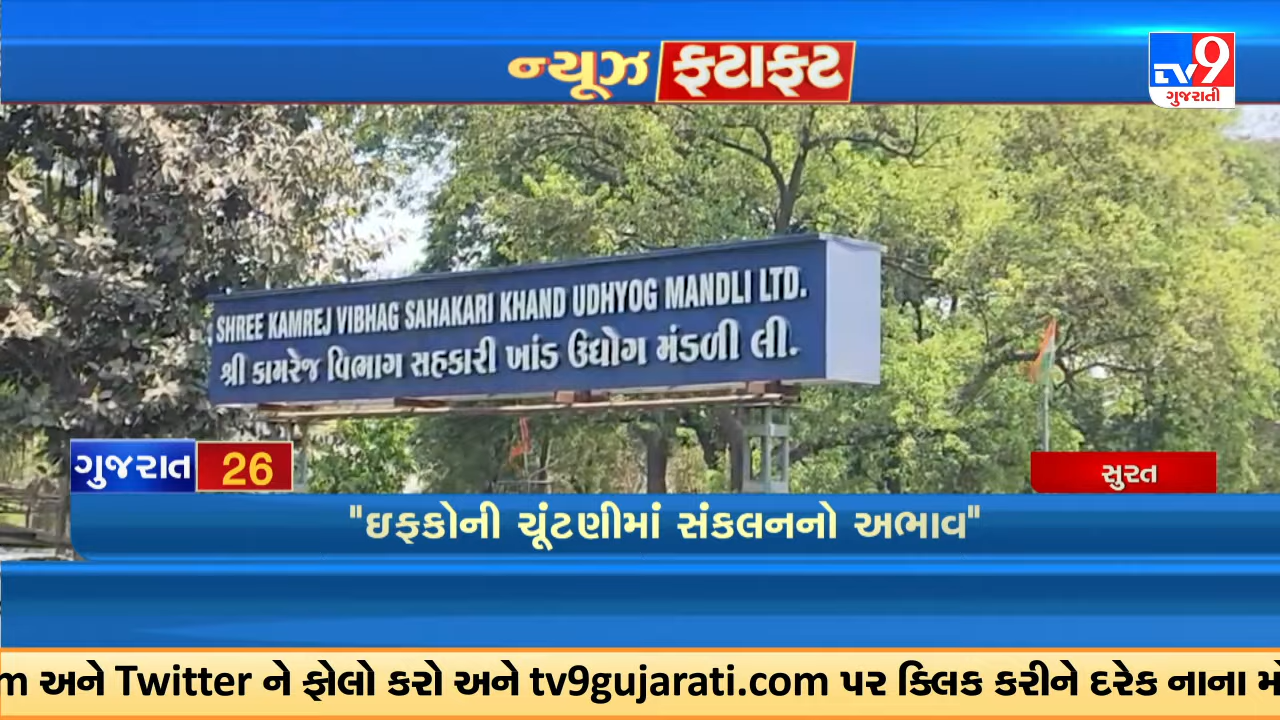 ન્યૂઝ ફટાફટ
TV9
ગુજરાતી
SHREE KAMREJ VIBHAG SAHAKARI KHAND UDHYOG MANDLI LTD.
શ્રી કામરેજ વિભાગ સહકારી ખાંડ ઉદ્યોગ મંડળી લી.
ગુજરાત 26
સુરત
"ઇફકોની ચૂંટણીમાં સંકલનનો અભાવ"
અને Twitter ને ફોલો કરો અને tv9gujarati.com પર ક્લિક કરીને દરેક નાના